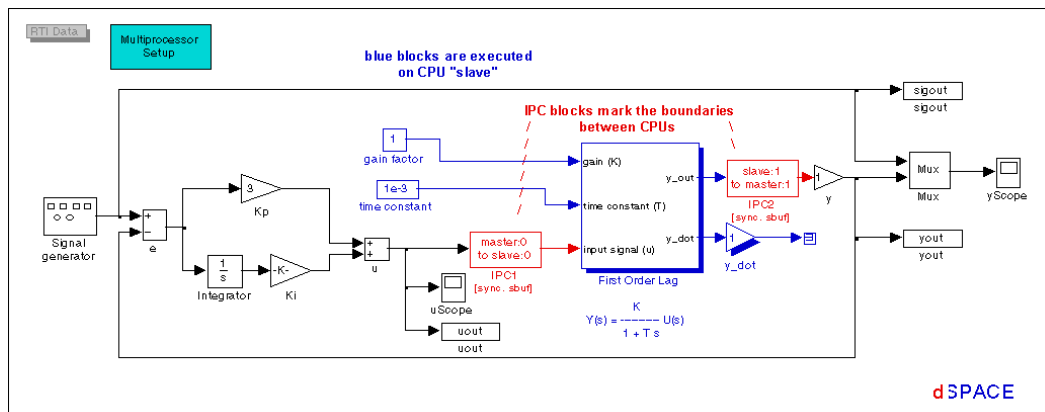 RTI Data
Multiprocessor
Setup
blue blocks are executed
on CPU "slave"
IPC blocks mark the boundaries
between CPUs
sigout
sigout
1
gain factor
gain (K)
1e-3
time constant
time constant (T)
y_out
slave:1
to master:1
IPC2
[sync. sbuf]
1
y
Mux
Mux
yScope
3
Kp
Signal
generator
+
−
e
1
s
Integrator
-K-
Ki
+
+
u
master:0
to slave:0
IPC1
[sync. sbuf]
input signal (u)
y_dot
1
y_dot
First Order Lag
yout
yout
uScope
uout
uout
K
Y(s) = ------ U(s)
1 + T s
dSPACE